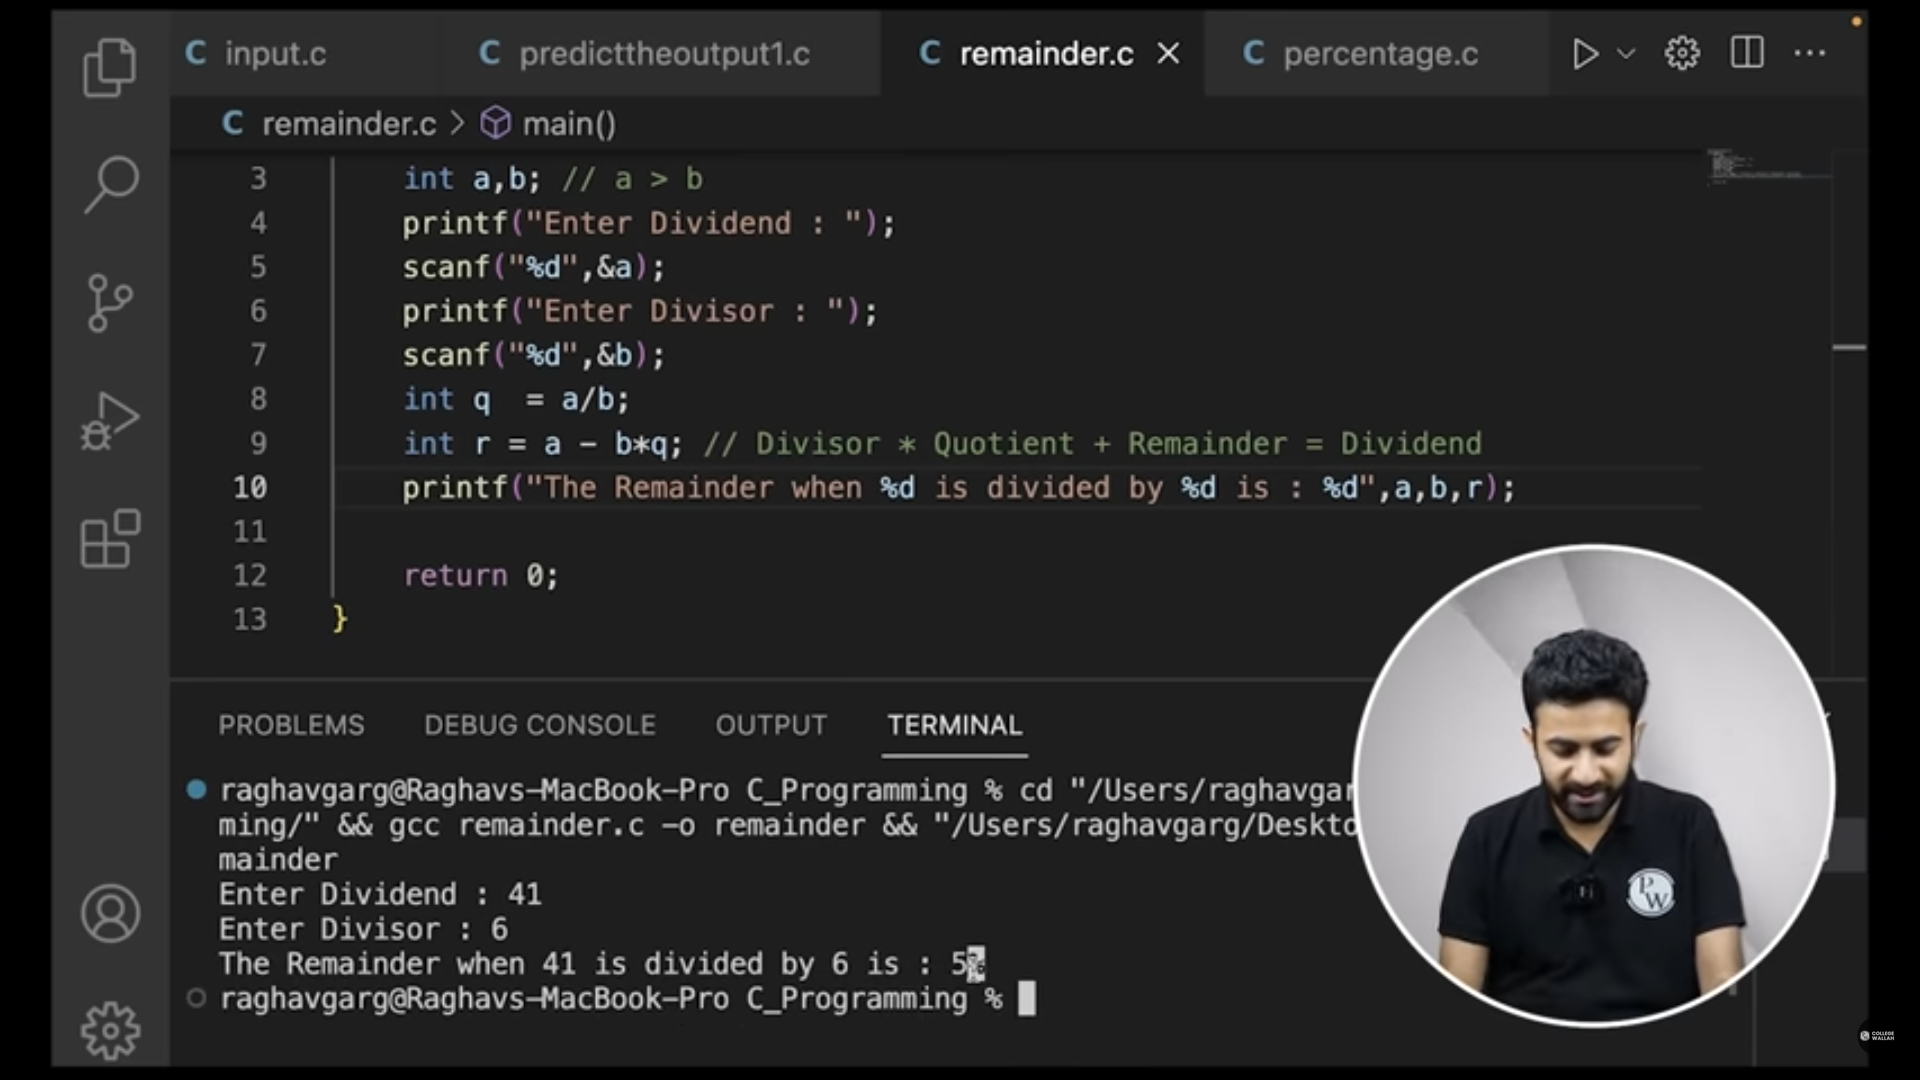 input.c
predicttheoutput1.c
remainder.c
percentage.c
remainder.c > main()
3 int a,b; // a > b
4 printf("Enter Dividend : ");
5 scanf("%d",&a);
6 printf("Enter Divisor : ");
7 scanf("%d",&b);
8 int q  = a/b;
9 int r = a - b*q; // Divisor * Quotient + Remainder = Dividend
10 printf("The Remainder when %d is divided by %d is : %d",a,b,r);
11
12 return 0;
13 }
PROBLEMS DEBUG CONSOLE OUTPUT TERMINAL
raghavgarg@Raghavs-MacBook-Pro C_Programming % cd "/Users/raghavgar
ming/" && gcc remainder.c -o remainder && "/Users/raghavgarg/Deskto
mainder
Enter Dividend : 41
Enter Divisor : 6
The Remainder when 41 is divided by 6 is : 5%
raghavgarg@Raghavs-MacBook-Pro C_Programming %
PW
COLLEGE
WALLAH